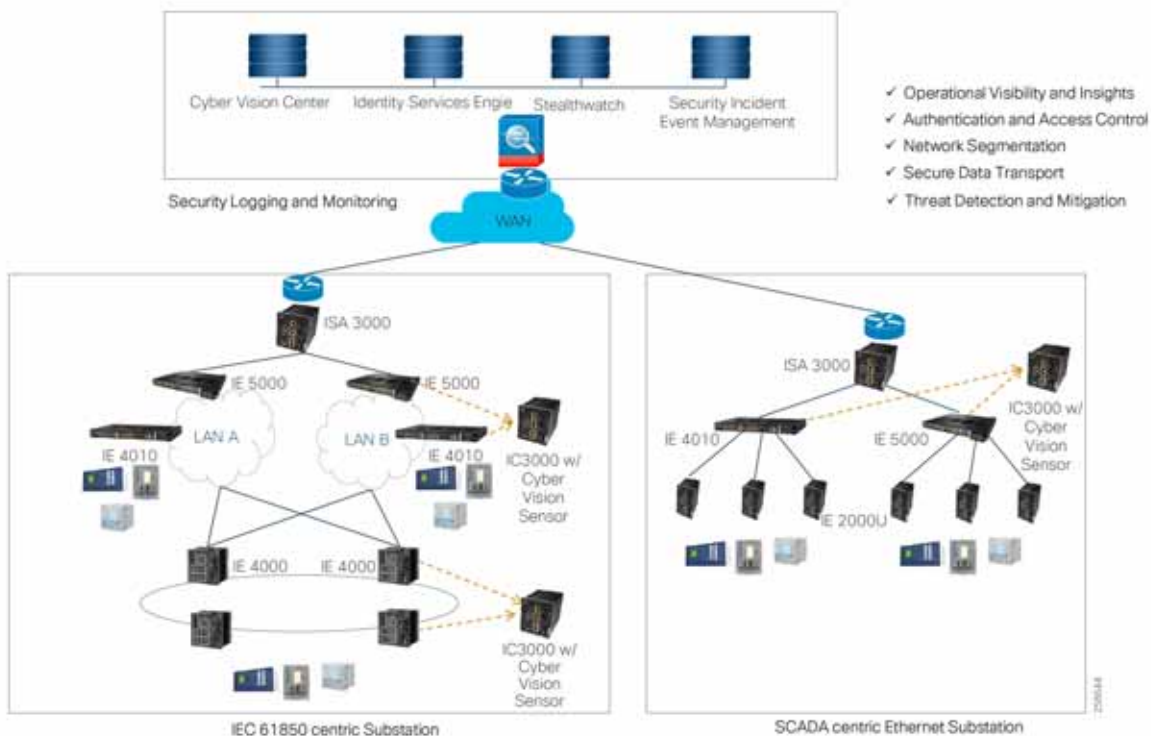 Cyber Vision Center
Identity Services Engie
Stealthwatch
Security Incident
Event Management
✓ Operational Visibility and Insights
✓ Authentication and Access Control
✓ Network Segmentation
✓ Secure Data Transport
✓ Threat Detection and Mitigation
Security Logging and Monitoring
WAN
ISA 3000
IE 5000
IE 5000
LAN A
LAN B
IE 4010
IE 4010
IC3000 w/
Cyber
Vision
Sensor
IE 4000
IE 4000
IC3000 w/
Cyber
Vision
Sensor
IEC 61850 centric Substation
ISA 3000
IC3000 w/
Cyber
Vision
Sensor
IE 4010
IE 5000
IE 2000U
SCADA centric Ethernet Substation